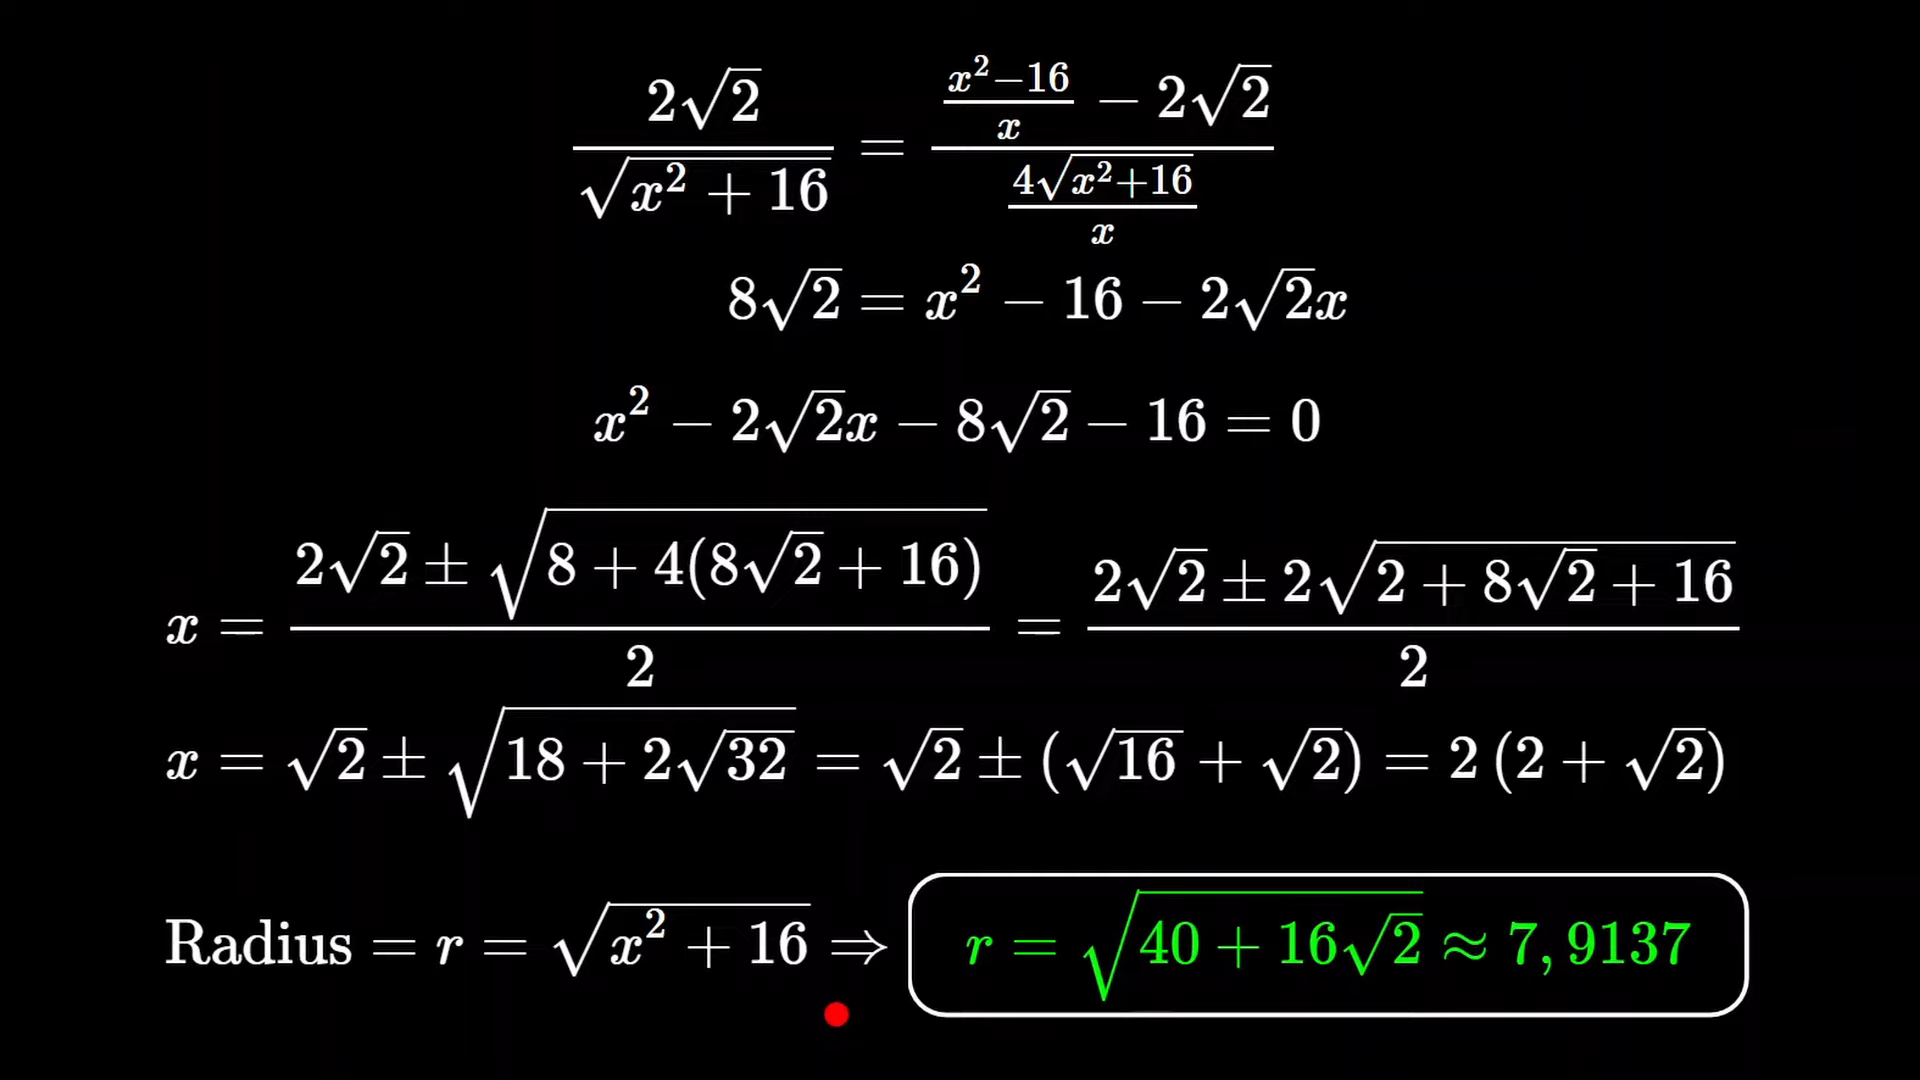 2√2/√(x²+16) = ((x²−16)/x − 2√2)/(4√(x²+16)/x)
8√2 = x² − 16 − 2√2x
x² − 2√2x − 8√2 − 16 = 0
x = (2√2 ± √(8 + 4(8√2 + 16)))/2 = (2√2 ± 2√(2 + 8√2 + 16))/2
x = √2 ± √(18 + 2√32) = √2 ± (√16 + √2) = 2(2 + √2)
Radius = r = √(x² + 16) ⇒ r = √(40 + 16√2) ≈ 7,9137